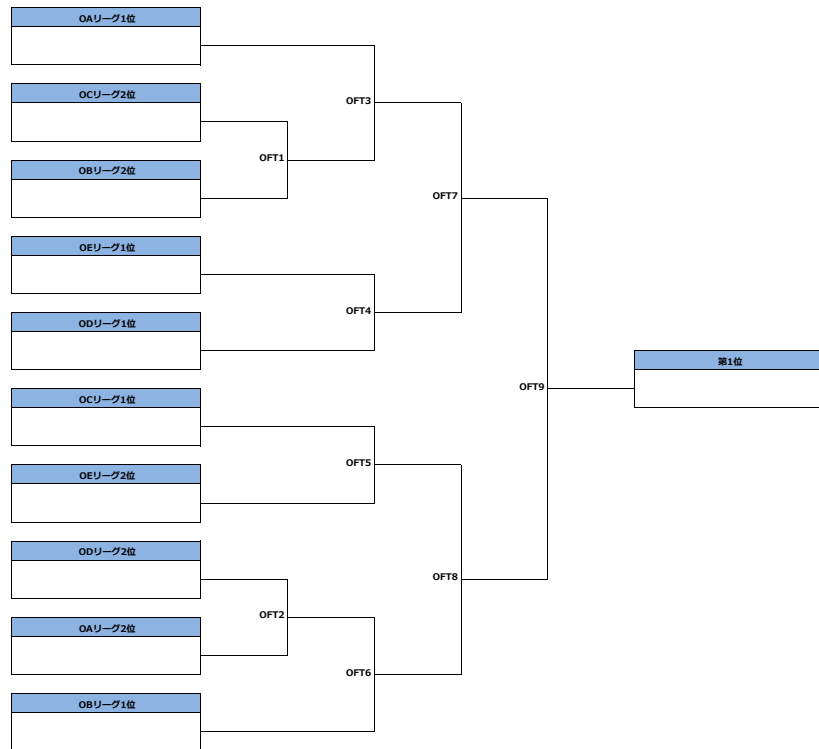 OAリーグ1位
OCリーグ2位
OFT3
OBリーグ2位
OFT1
OFT7
OEリーグ1位
ODリーグ1位
OFT4
第1位
OCリーグ1位
OFT9
OEリーグ2位
OFT5
ODリーグ2位
OFT8
OAリーグ2位
OFT2
OFT6
OBリーグ1位